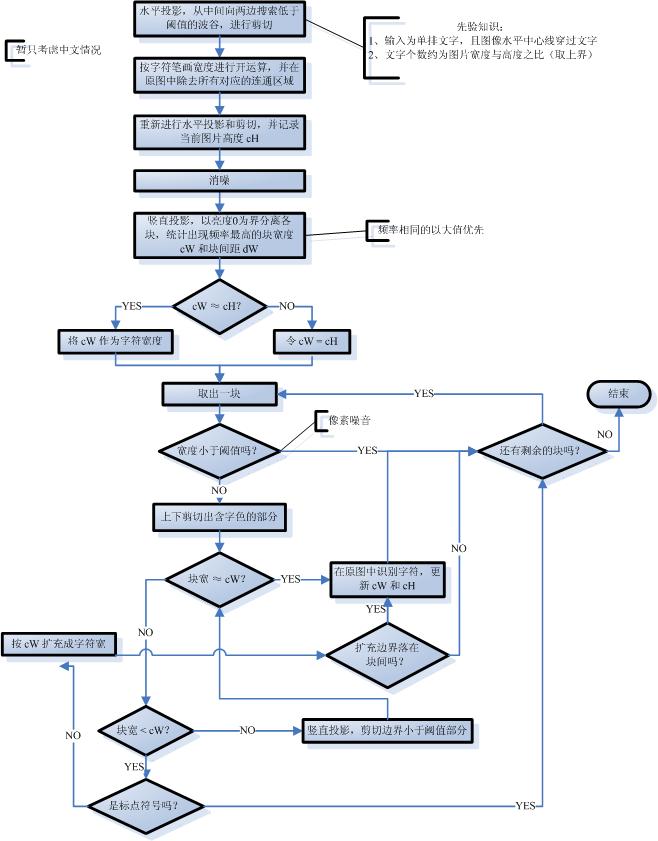 水平投影，从中间向两边搜索低于
阈值的波谷，进行剪切
先验知识：
1、输入为单排文字，且图像水平中心线穿过文字
2、文字个数约为图片宽度与高度之比（取上界）
暂只考虑中文情况
按字符笔画宽度进行开运算，并在
原图中除去所有对应的连通区域
重新进行水平投影和剪切，并记录
当前图片高度 cH
消噪
竖直投影，以亮度0为界分离各
块，统计出现频率最高的块宽度
cW 和块间距 dW
频率相同的以大值优先
cW ≈ cH?
YES
NO
将 cW 作为字符宽度
令 cW = cH
取出一块
YES
结束
像素噪音
宽度小于阈值吗？
YES
还有剩余的块吗？
NO
NO
上下剪切出含字色的部分
NO
块宽 ≈ cW?
YES
在原图中识别字符，更
新 cW 和 cH
YES
NO
按 cW 扩充成字符宽
扩充边界落在
块间吗？
块宽 < cW?
NO
竖直投影，剪切边界小于阈值部分
NO
YES
是标点符号吗？
YES